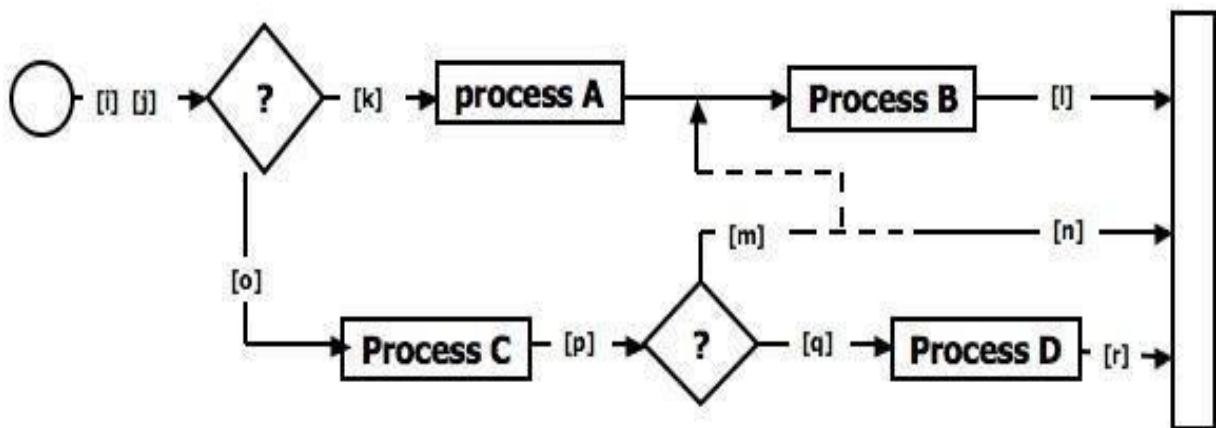 [i] [j]
?
[k]
process A
Process B
[l]
[m]
[n]
[o]
Process C
[p]
?
[q]
Process D
[r]